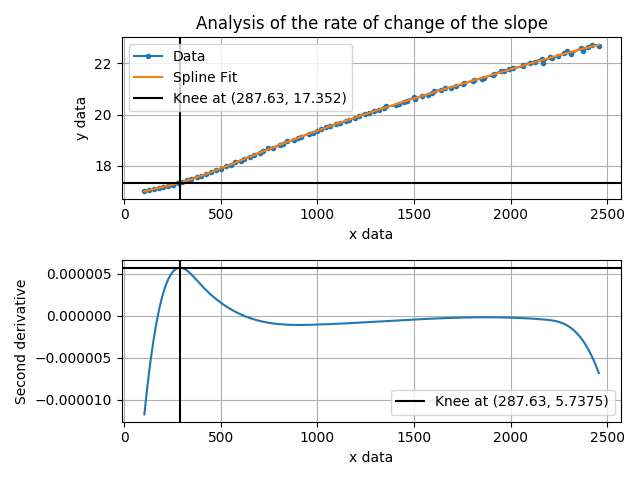 Analysis of the rate of change of the slope
Data
Spline Fit
Knee at (287.63, 17.352)
y data
22
20
18
0 500 1000 1500 2000 2500
x data
Second derivative
0.000005
0.000000
−0.000005
−0.000010
Knee at (287.63, 5.7375)
0 500 1000 1500 2000 2500
x data